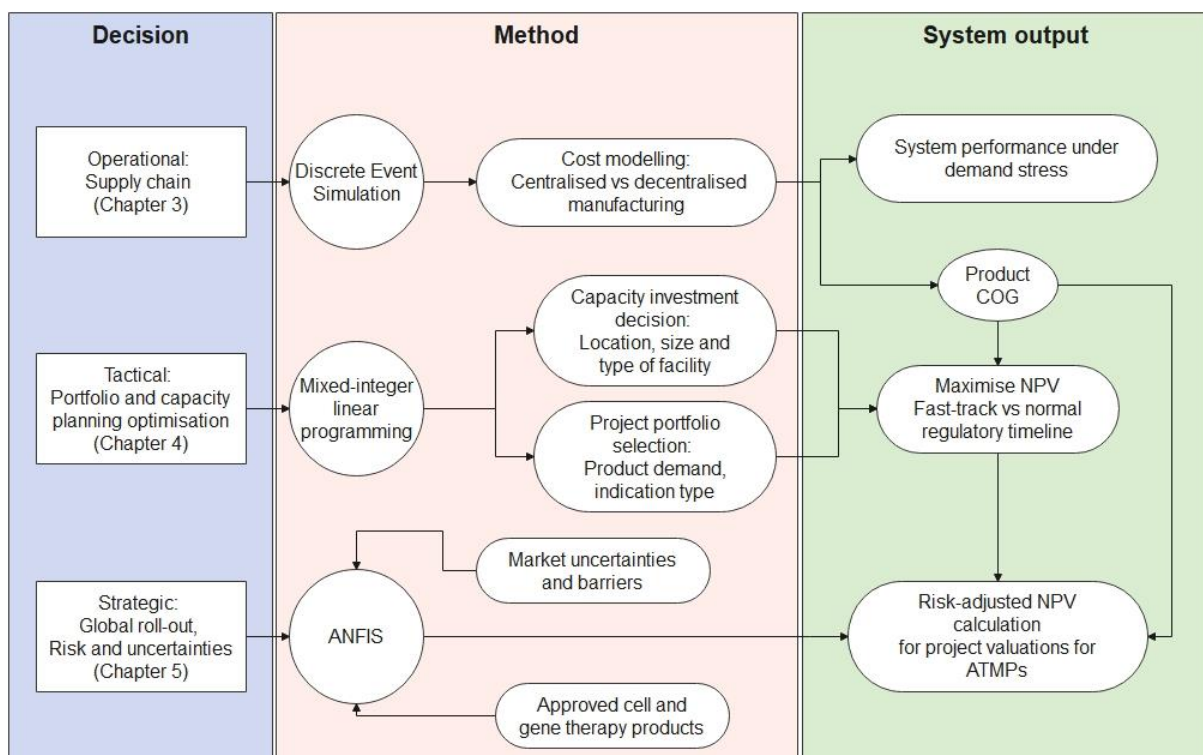 Decision
Method
System output
Operational:
Supply chain
(Chapter 3)
Discrete Event
Simulation
Cost modelling:
Centralised vs decentralised
manufacturing
System performance under
demand stress
Product
COG
Tactical:
Portfolio and capacity
planning optimisation
(Chapter 4)
Mixed-integer
linear
programming
Capacity investment
decision:
Location, size and
type of facility
Project portfolio
selection:
Product demand,
indication type
Maximise NPV
Fast-track vs normal
regulatory timeline
Strategic:
Global roll-out,
Risk and uncertainties
(Chapter 5)
ANFIS
Market uncertainties
and barriers
Approved cell and
gene therapy products
Risk-adjusted NPV
calculation
for project valuations for
ATMPs